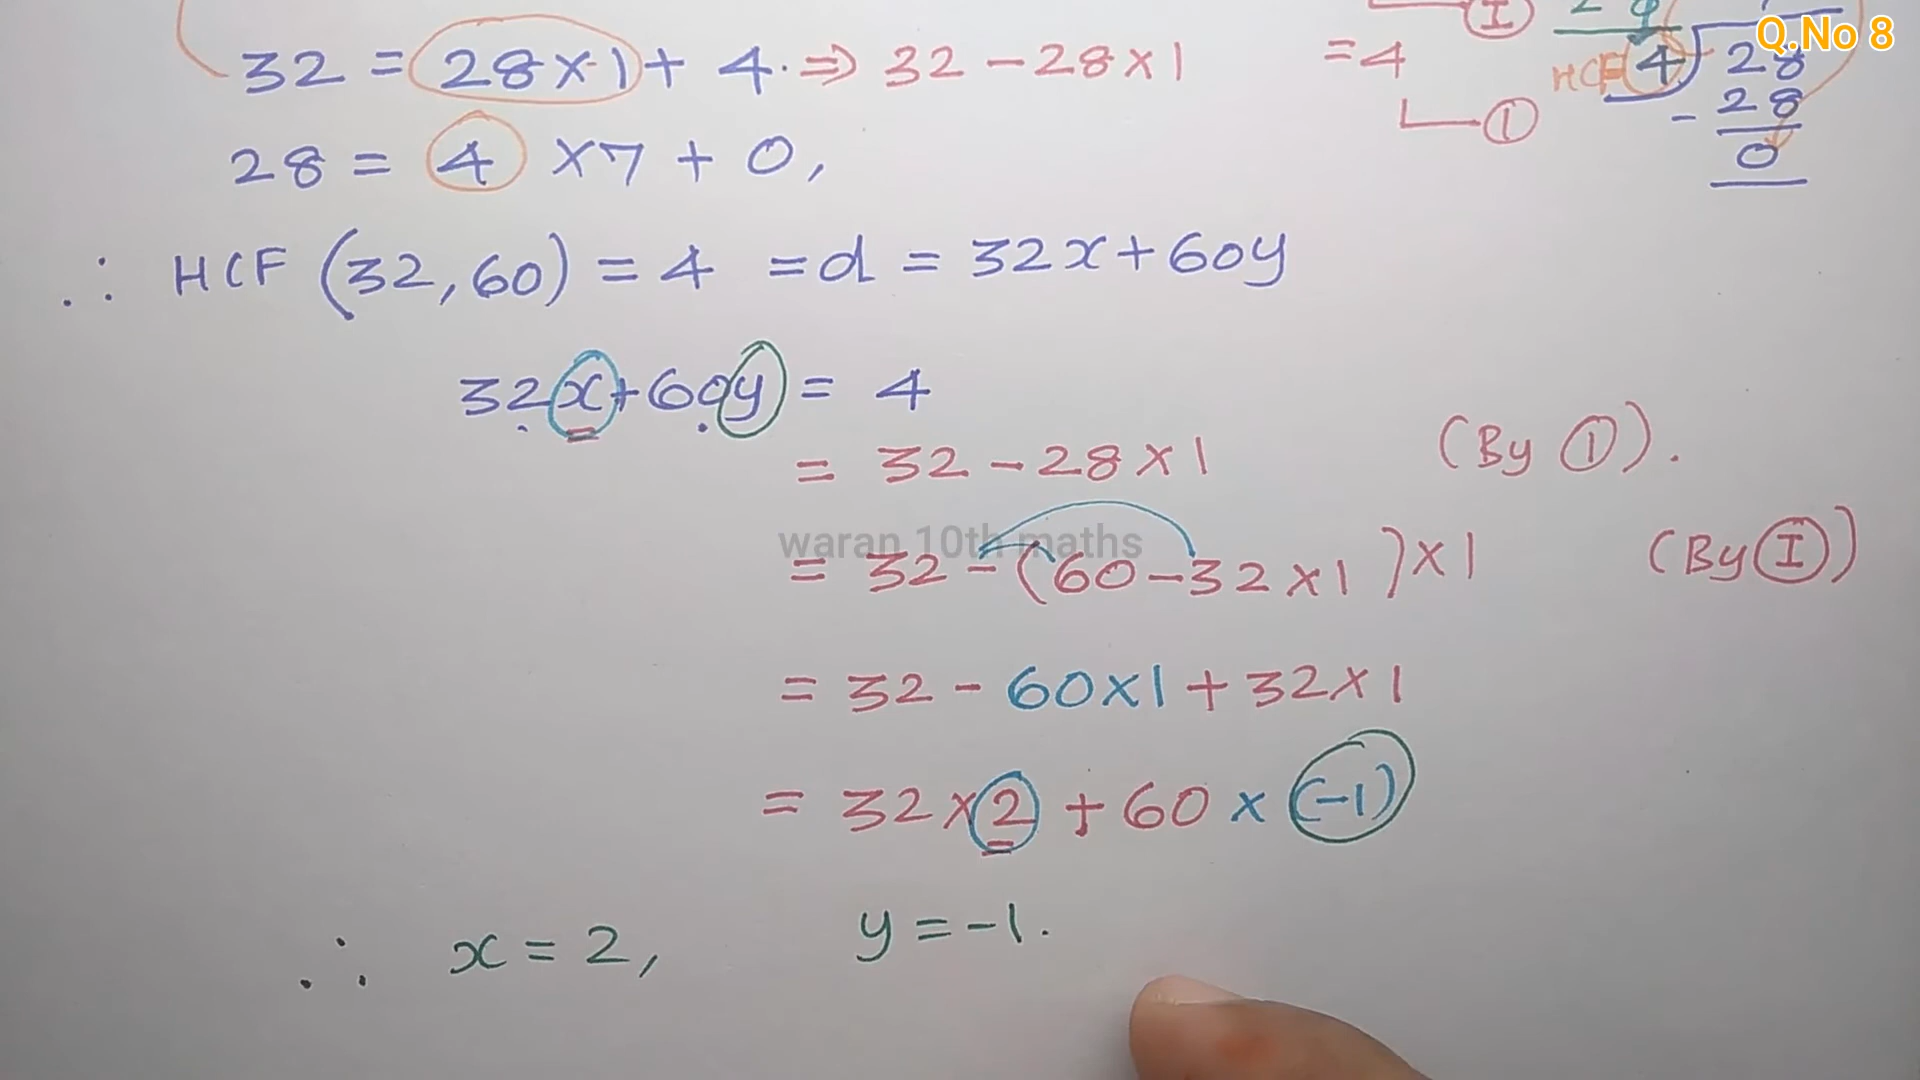 Q.No 8
32 = 28×1 + 4. ⇒ 32 − 28×1 = 4
①
28 = 4 ×7 + 0,
HCF = 4) 28
− 28
0
∴ HCF (32, 60) = 4 = d = 32x + 60y
32x + 60y = 4
= 32 − 28 × 1 (By ①).
waran 10th maths
= 32 − (60 − 32 × 1) × 1 (By Ⓘ)
= 32 − 60×1 + 32×1
= 32×2 + 60 × (−1)
∴ x = 2, y = −1.